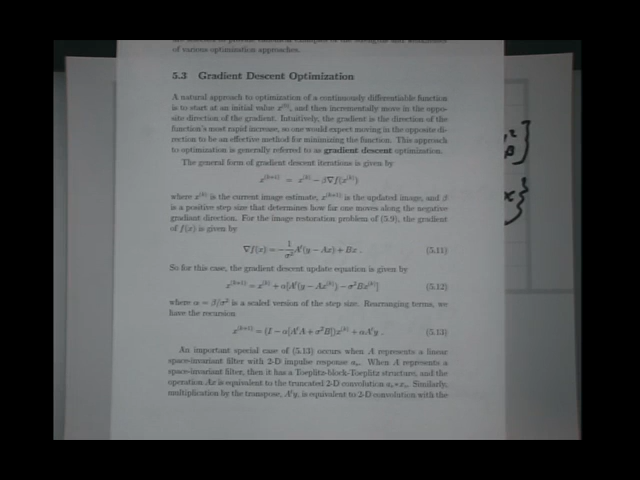 of various optimization approaches.
5.3 Gradient Descent Optimization
A natural approach to optimization of a continuously differentiable function
is to start at an initial value x^(0), and then incrementally move in the oppo-
site direction of the gradient. Intuitively, the gradient is the direction of the
function's most rapid increase, so one would expect moving in the opposite di-
rection to be an effective method for minimizing the function. This approach
to optimization is generally referred to as gradient descent optimization.
The general form of gradient descent iterations is given by
x^(k+1) = x^(k) − β∇f(x^(k))
where x^(k) is the current image estimate, x^(k+1) is the updated image, and β
is a positive step size that determines how far one moves along the negative
gradient direction. For the image restoration problem of (5.9), the gradient
of f(x) is given by
∇f(x) = −1/σ² A^t(y − Ax) + Bx . (5.11)
So for this case, the gradient descent update equation is given by
x^(k+1) = x^(k) + α[A^t(y − Ax^(k)) − σ²Bx^(k)] (5.12)
where α = β/σ² is a scaled version of the step size. Rearranging terms, we
have the recursion
x^(k+1) = (I − α[A^tA + σ²B])x^(k) + αA^ty . (5.13)
An important special case of (5.13) occurs when A represents a linear
space-invariant filter with 2-D impulse response a_s. When A represents a
space-invariant filter, then it has a Toeplitz-block-Toeplitz structure, and the
operation Ax is equivalent to the truncated 2-D convolution a_s∗x_s. Similarly,
multiplication by the transpose, A^ty, is equivalent to 2-D convolution with the